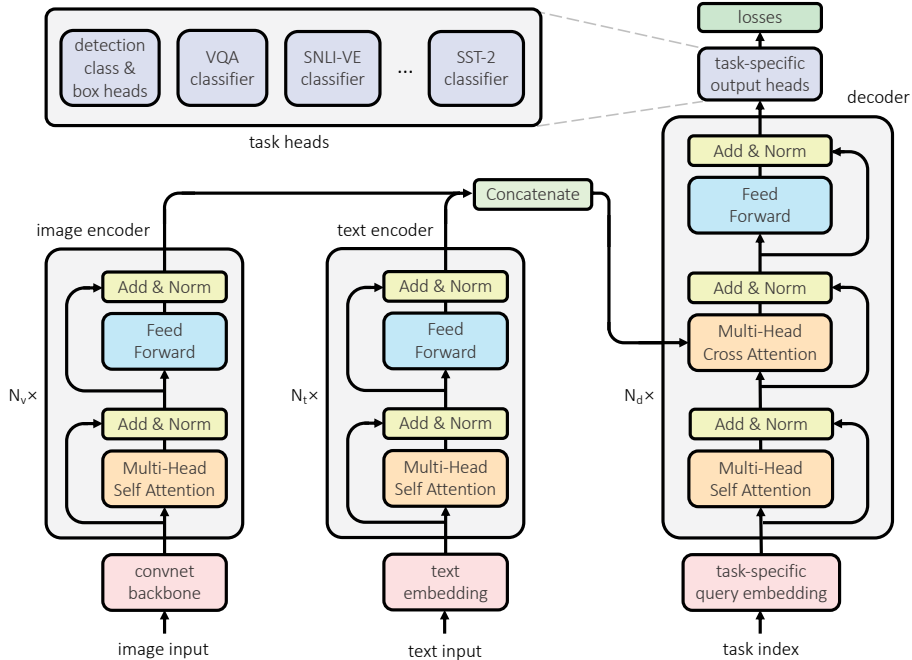 losses
detection
class &
box heads
VQA
classifier
SNLI-VE
classifier
...
SST-2
classifier
task-specific
output heads
task heads
decoder
Add & Norm
Feed
Forward
Concatenate
image encoder
text encoder
Add & Norm
Feed
Forward
Add & Norm
Multi-Head
Self Attention
Nv×
Add & Norm
Feed
Forward
Add & Norm
Multi-Head
Self Attention
Nt×
Add & Norm
Multi-Head
Cross Attention
Add & Norm
Multi-Head
Self Attention
Nd×
convnet
backbone
text
embedding
task-specific
query embedding
image input
text input
task index